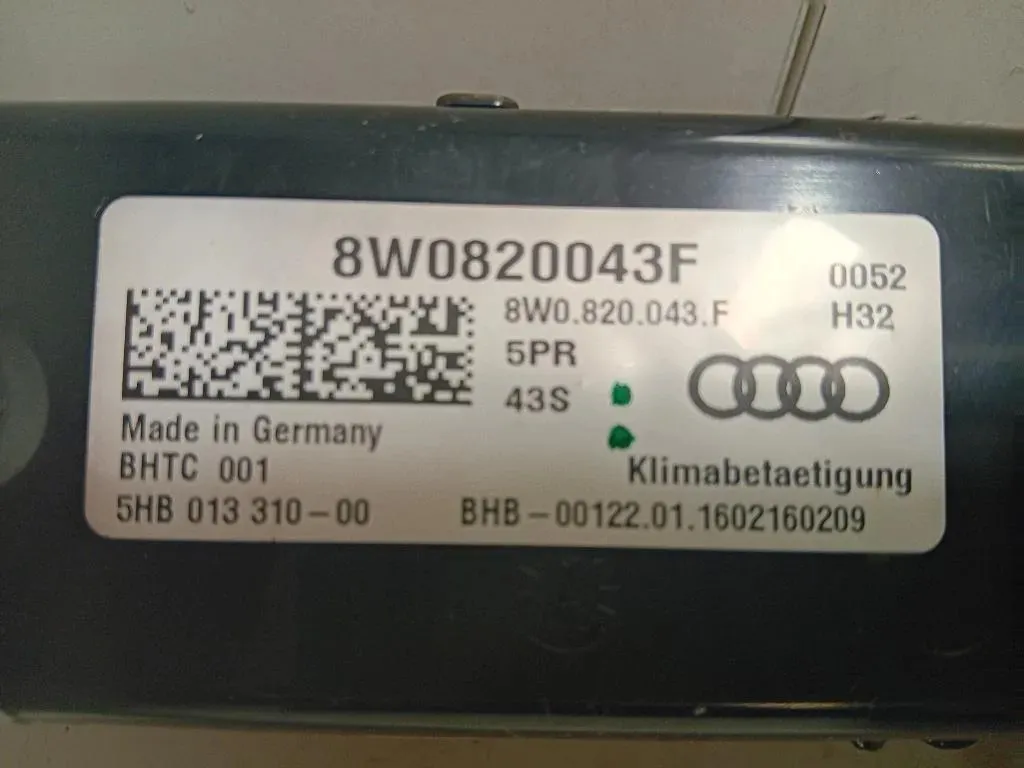 8W0820043F
0052
8W0.820.043.F
H32
5PR
43S
Made in Germany
BHTC 001
Klimabetaetigung
5HB 013 310-00
BHB-00122.01.1602160209